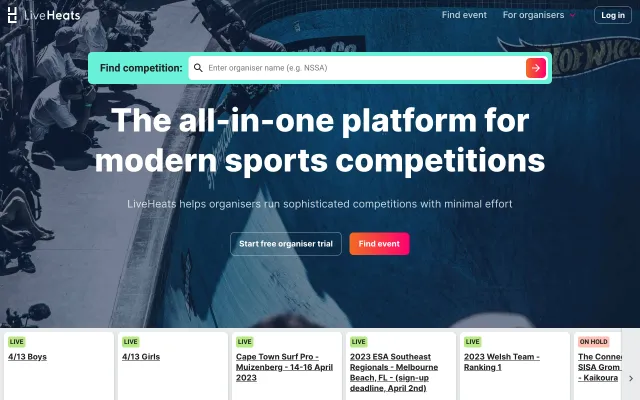 LiveHeats
Find event
For organisers
Log in
Find competition:
Enter organiser name (e.g. NSSA)
The all-in-one platform for
modern sports competitions
LiveHeats helps organisers run sophisticated competitions with minimal effort
Start free organiser trial
Find event
LIVE
4/13 Boys
LIVE
4/13 Girls
LIVE
Cape Town Surf Pro -
Muizenberg - 14-16 April
2023
LIVE
2023 ESA Southeast
Regionals - Melbourne
Beach, FL - (sign-up
deadline, April 2nd)
LIVE
2023 Welsh Team -
Ranking 1
ON HOLD
The Connec
SISA Grom
- Kaikoura